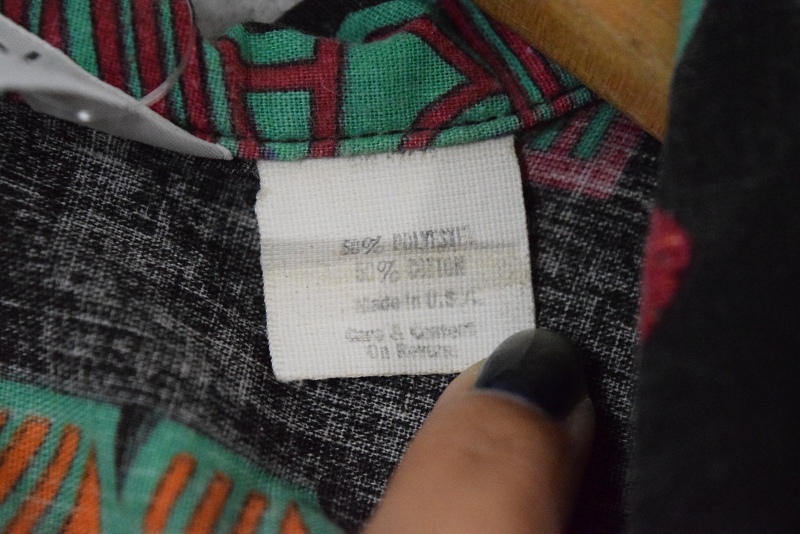 50% POLYESTER
50% COTTON
Made in U.S.A.
Care & Content
On Reverse